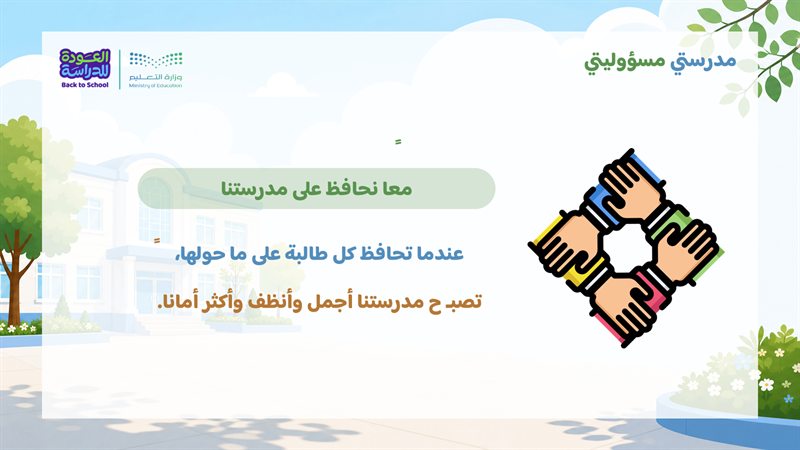 مدرستي مسؤوليتي
العودة
للدراسة
Back to School
وزارة التعليم
Ministry of Education
معا نحافظ على مدرستنا
عندما تحافظ كل طالبة على ما حولها،
تصبـ ح مدرستنا أجمل وأنظف وأكثر أمانا.